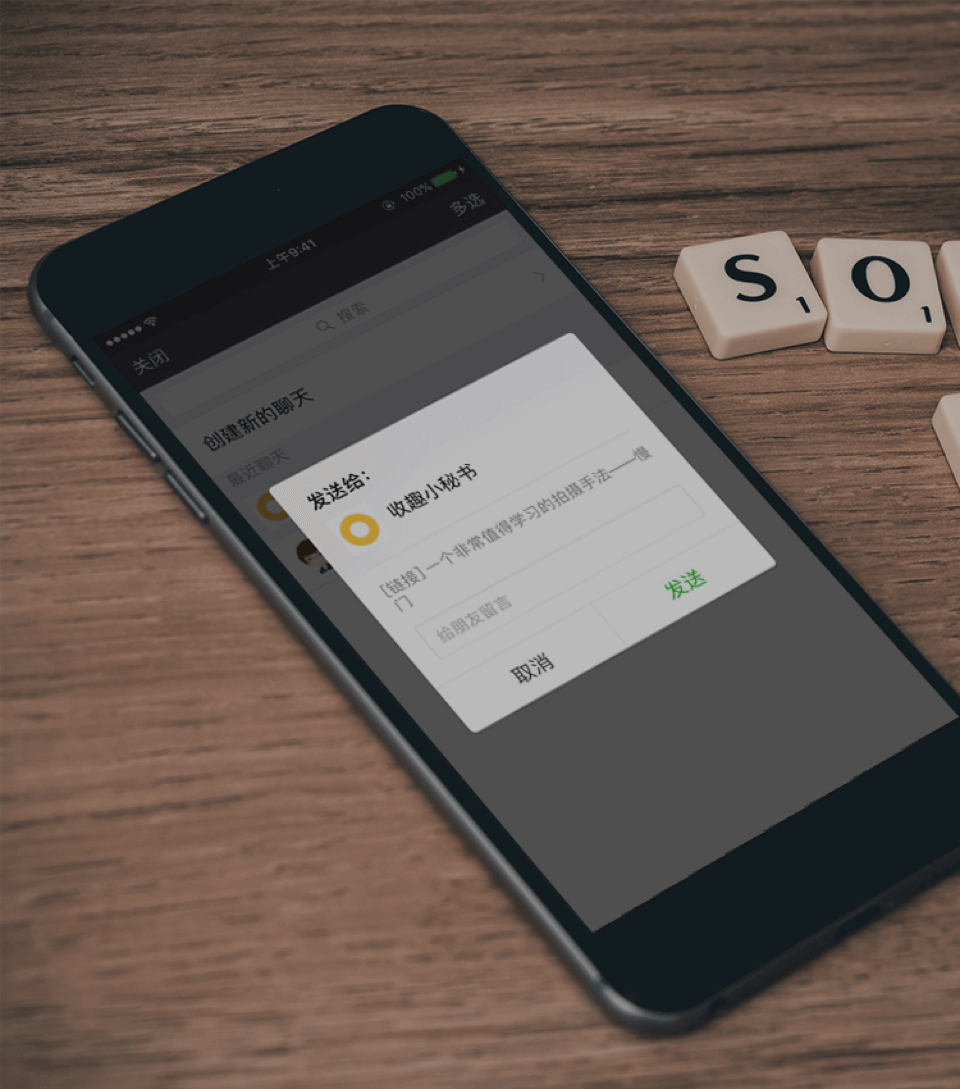 上午9:41
100%
关闭
多选
搜索
创建新的聊天
最近聊天
发送给：
收趣小秘书
[链接]一个非常值得学习的拍摄手法——慢
门
给朋友留言
取消
发送
S1
O1